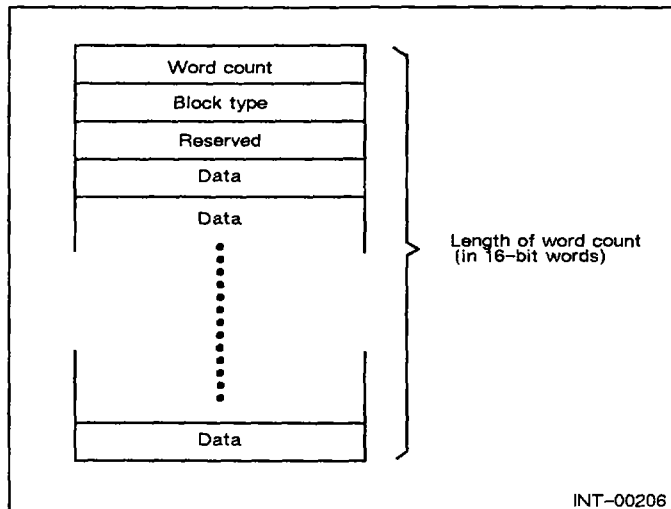 Word count
Block type
Reserved
Data
Data
Length of word count
(in 16-bit words)
Data
INT-00206